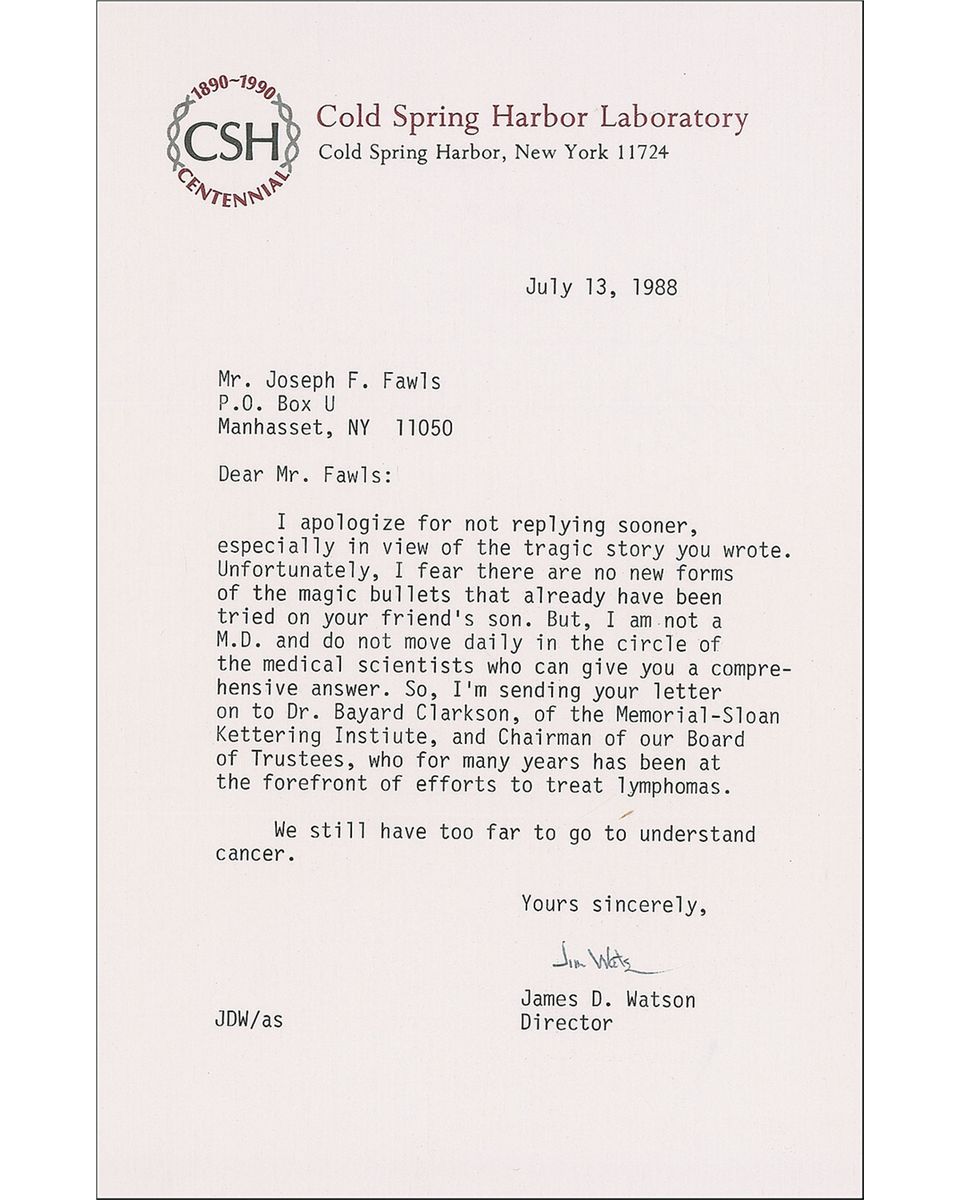 1890~1990
CSH
CENTENNIAL
Cold Spring Harbor Laboratory
Cold Spring Harbor, New York 11724
July 13, 1988
Mr. Joseph F. Fawls
P.O. Box U
Manhasset, NY 11050
Dear Mr. Fawls:
I apologize for not replying sooner,
especially in view of the tragic story you wrote.
Unfortunately, I fear there are no new forms
of the magic bullets that already have been
tried on your friend's son. But, I am not a
M.D. and do not move daily in the circle of
the medical scientists who can give you a compre-
hensive answer. So, I'm sending your letter
on to Dr. Bayard Clarkson, of the Memorial-Sloan
Kettering Instiute, and Chairman of our Board
of Trustees, who for many years has been at
the forefront of efforts to treat lymphomas.
We still have too far to go to understand
cancer.
Yours sincerely,
Jim Watson
James D. Watson
JDW/as
Director